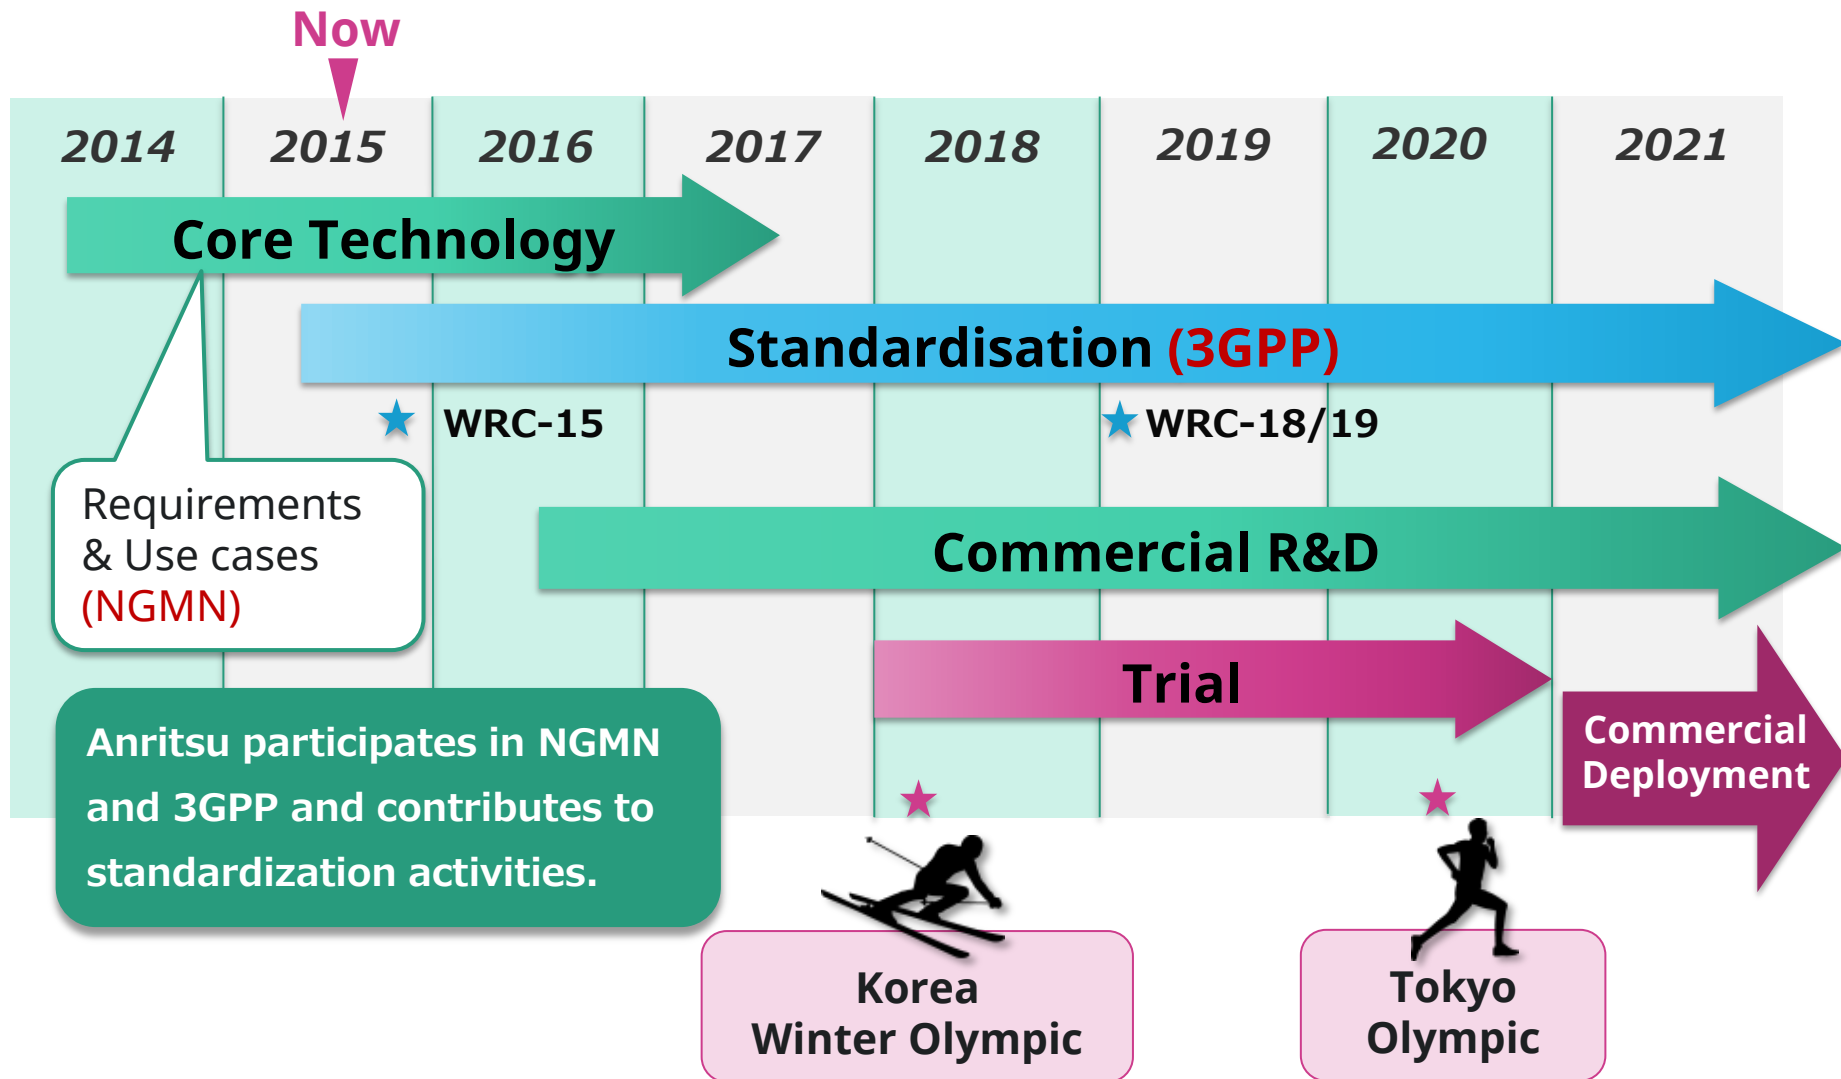 Now
2014 2015 2016 2017 2018 2019 2020 2021
Core Technology
Standardisation (3GPP)
WRC-15
WRC-18/19
Requirements
& Use cases
(NGMN)
Commercial R&D
Trial
Commercial
Deployment
Anritsu participates in NGMN
and 3GPP and contributes to
standardization activities.
Korea
Winter Olympic
Tokyo
Olympic